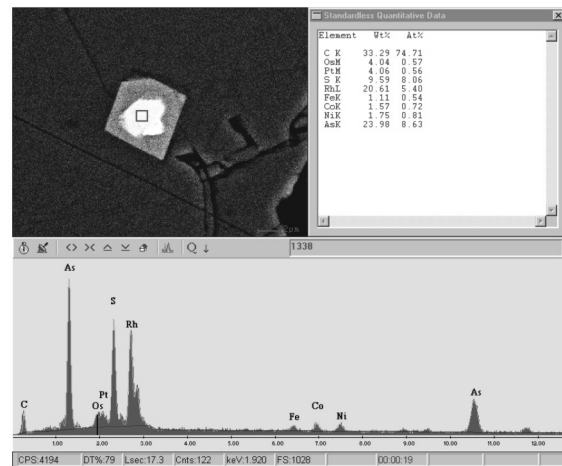 Standardless Quantitative Data
Element Wt% At%
C K 33.29 74.71
OsM 4.04 0.57
PtM 4.06 0.56
S K 9.59 8.06
RhL 20.61 5.40
FeK 1.11 0.54
CoK 1.57 0.72
NiK 1.75 0.81
AsK 23.98 8.63
1338
As
S
Rh
C
Pt
Os
Fe
Co
Ni
As
1.00 2.00 3.00 4.00 5.00 6.00 7.00 8.00 9.00 10.00 11.00 12.00
CPS:4194 DT%:79 Lsec:17.3 Cnts:122 keV:1.920 FS:1028 00:00:19